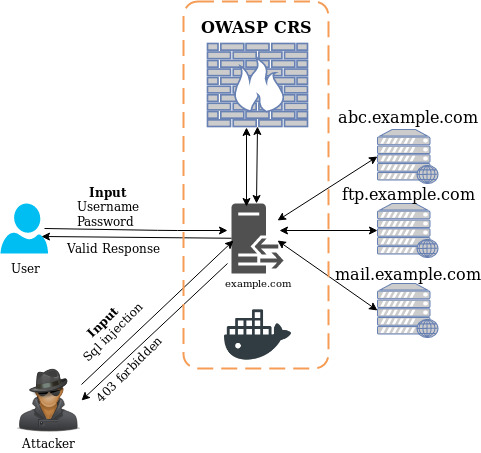 OWASP CRS
abc.example.com
Input
Username
Password
Valid Response
User
ftp.example.com
example.com
mail.example.com
Input
Sql injection
403 forbidden
Attacker